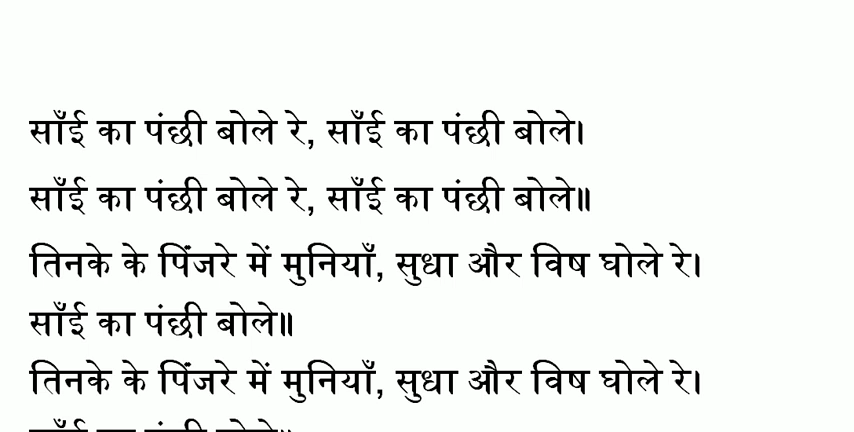 साँई का पंछी बोले रे, साँई का पंछी बोले।
साँई का पंछी बोले रे, साँई का पंछी बोले॥
तिनके के पिंजरे में मुनियाँ, सुधा और विष घोले रे।
साँई का पंछी बोले॥
तिनके के पिंजरे में मुनियाँ, सुधा और विष घोले रे।